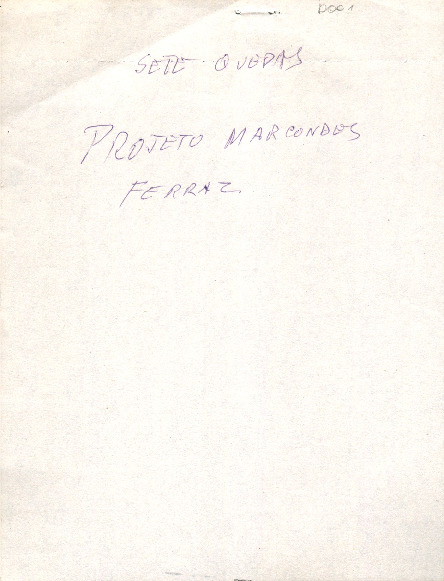 D001
SETE QUEDAS
PROJETO MARCONDES
FERRAZ